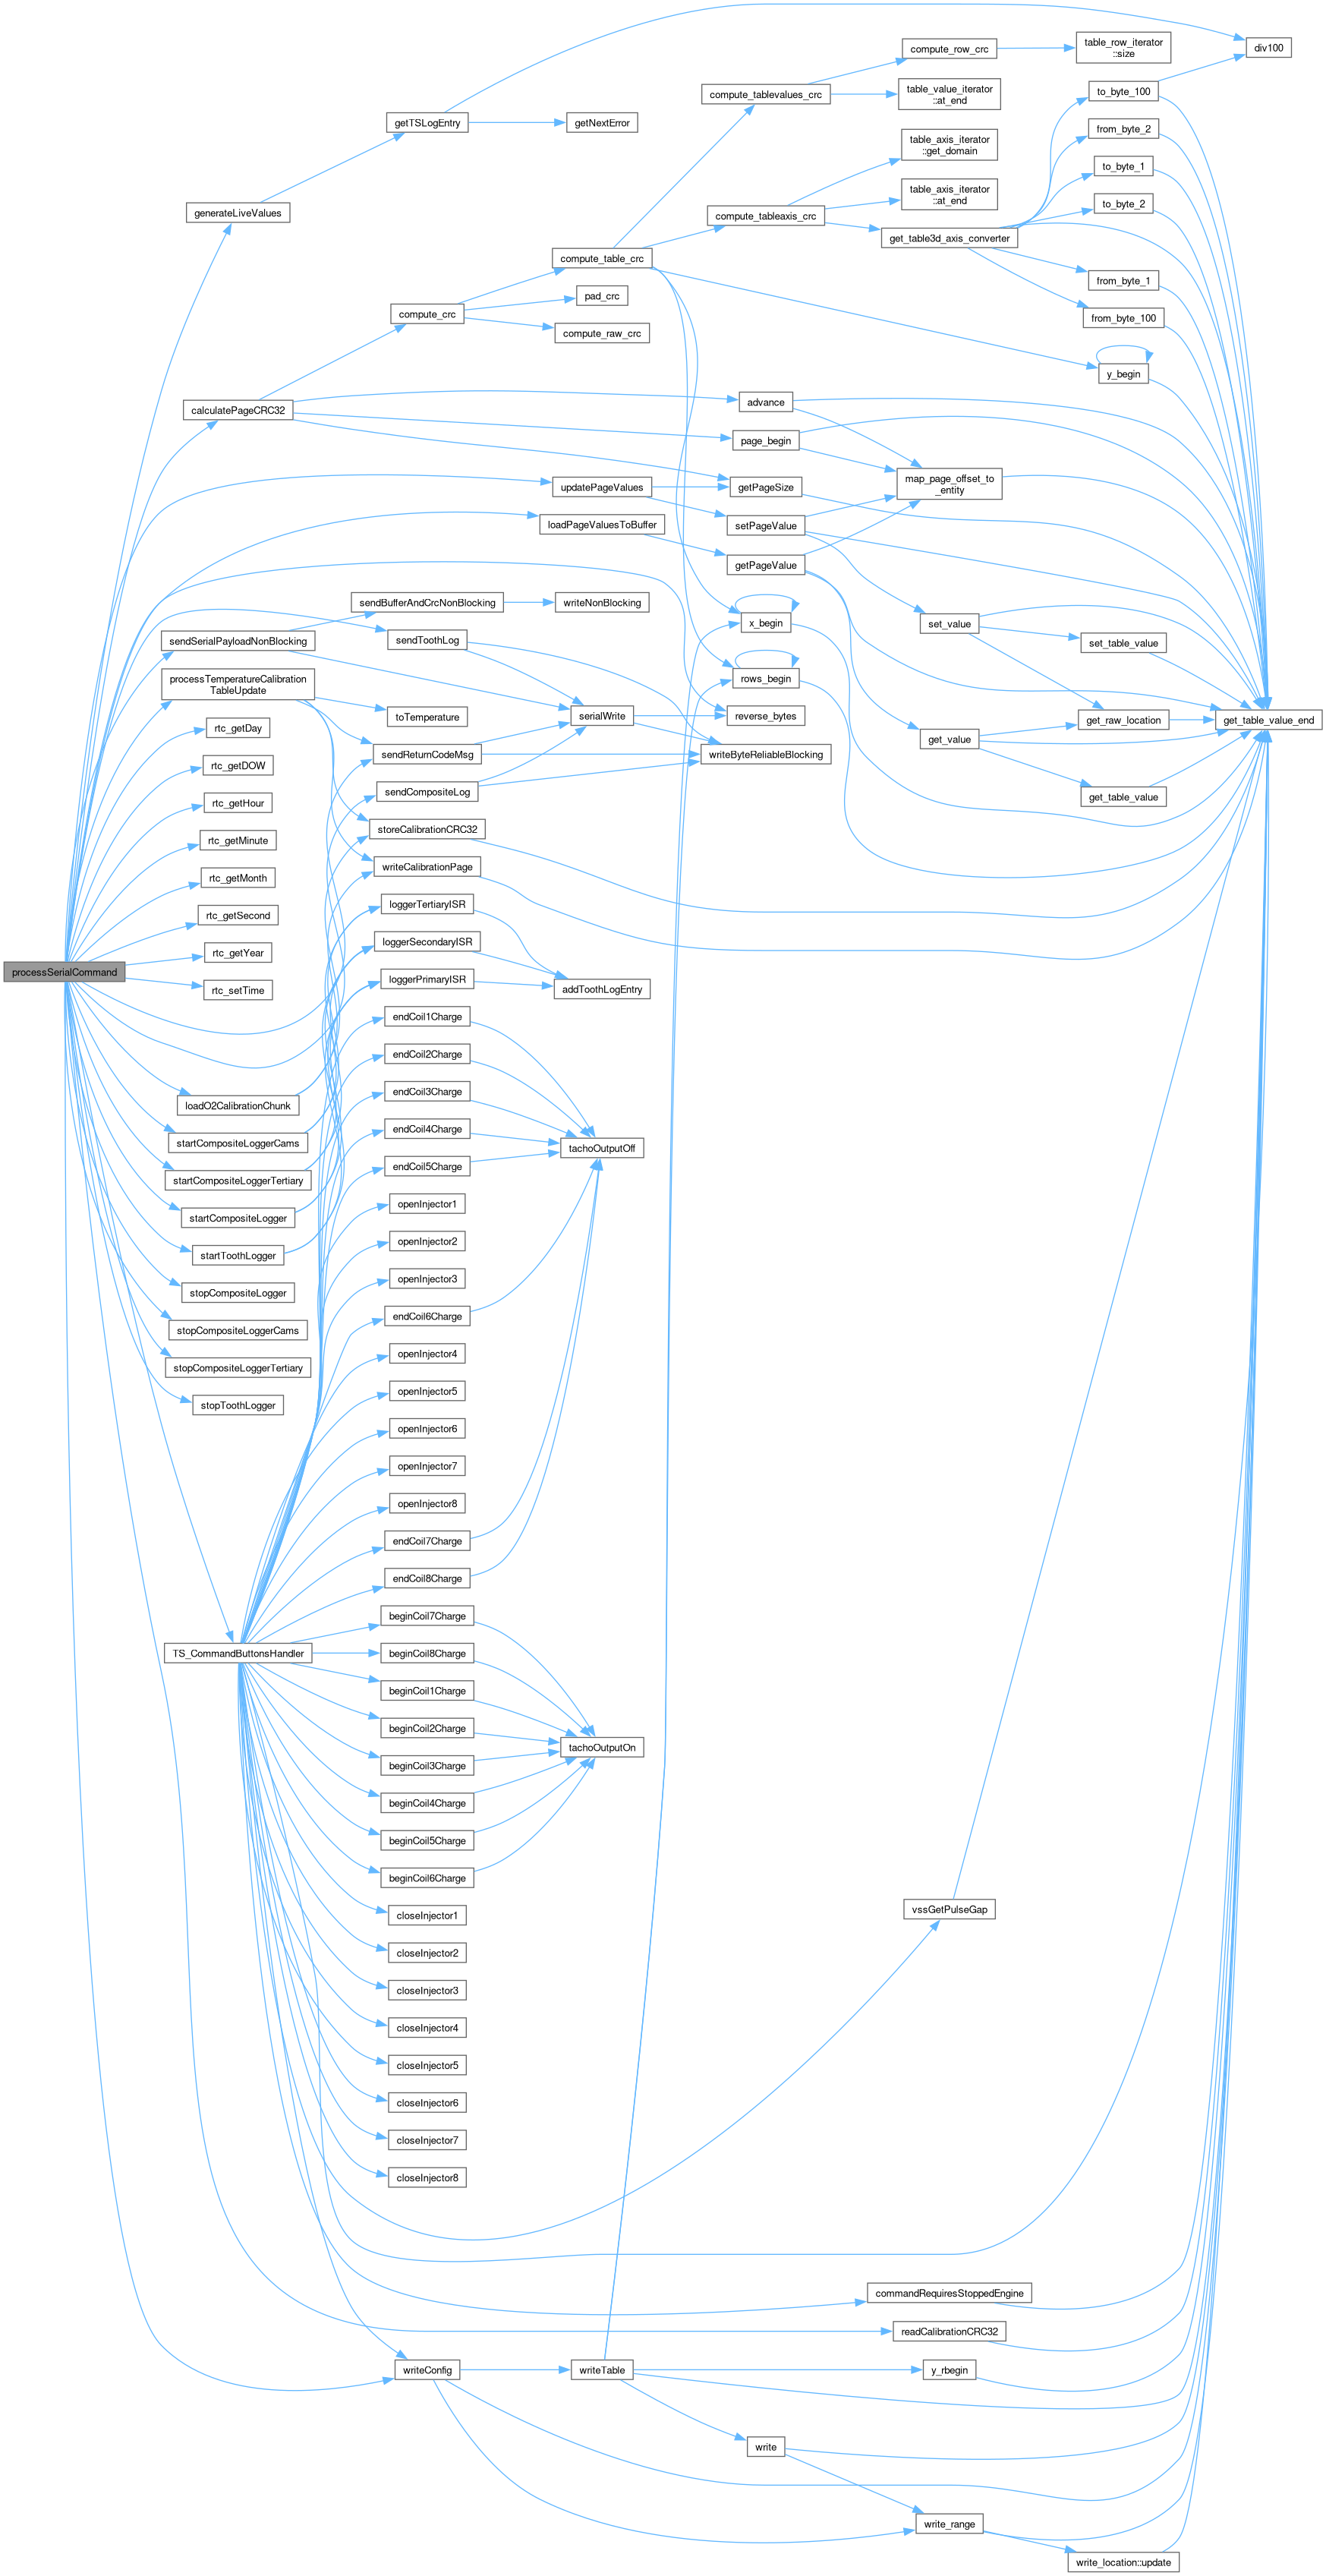 div100
compute_row_crc
table_row_iterator
::size
compute_tablevalues_crc
table_value_iterator
::at_end
to_byte_100
getTSLogEntry
getNextError
from_byte_2
table_axis_iterator
::get_domain
to_byte_1
table_axis_iterator
::at_end
to_byte_2
generateLiveValues
compute_tableaxis_crc
get_table3d_axis_converter
compute_table_crc
from_byte_1
pad_crc
compute_crc
from_byte_100
compute_raw_crc
y_begin
calculatePageCRC32
advance
page_begin
map_page_offset_to
_entity
updatePageValues
getPageSize
loadPageValuesToBuffer
setPageValue
getPageValue
sendBufferAndCrcNonBlocking
writeNonBlocking
x_begin
set_value
sendSerialPayloadNonBlocking
sendToothLog
set_table_value
processTemperatureCalibration
TableUpdate
rows_begin
toTemperature
serialWrite
reverse_bytes
get_raw_location
get_table_value_end
rtc_getDay
get_value
sendReturnCodeMsg
writeByteReliableBlocking
rtc_getDOW
sendCompositeLog
get_table_value
rtc_getHour
storeCalibrationCRC32
rtc_getMinute
writeCalibrationPage
rtc_getMonth
loggerTertiaryISR
rtc_getSecond
loggerSecondaryISR
rtc_getYear
processSerialCommand
loggerPrimaryISR
rtc_setTime
addToothLogEntry
endCoil1Charge
endCoil2Charge
endCoil3Charge
loadO2CalibrationChunk
endCoil4Charge
startCompositeLoggerCams
tachoOutputOff
endCoil5Charge
startCompositeLoggerTertiary
openInjector1
startCompositeLogger
openInjector2
startToothLogger
openInjector3
stopCompositeLogger
endCoil6Charge
stopCompositeLoggerCams
openInjector4
stopCompositeLoggerTertiary
openInjector5
stopToothLogger
openInjector6
openInjector7
openInjector8
endCoil7Charge
endCoil8Charge
beginCoil7Charge
TS_CommandButtonsHandler
beginCoil8Charge
beginCoil1Charge
beginCoil2Charge
tachoOutputOn
beginCoil3Charge
beginCoil4Charge
beginCoil5Charge
beginCoil6Charge
vssGetPulseGap
closeInjector1
closeInjector2
closeInjector3
closeInjector4
closeInjector5
closeInjector6
closeInjector7
closeInjector8
commandRequiresStoppedEngine
readCalibrationCRC32
writeConfig
writeTable
y_rbegin
write
write_range
write_location::update